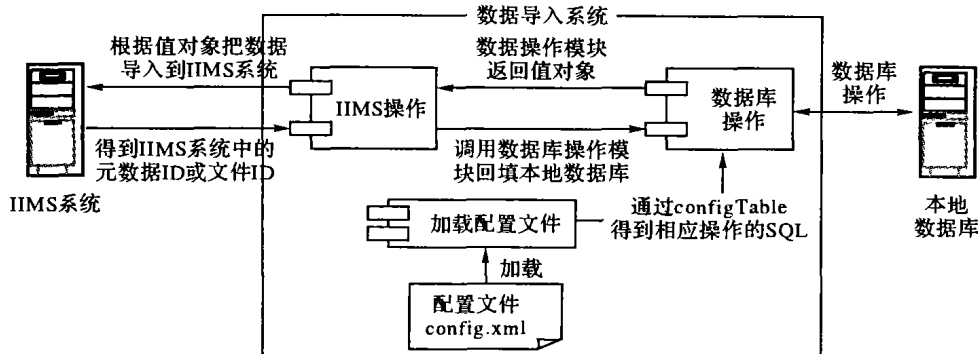 数据导入系统
根据值对象把数据
导入到IIMS系统
数据操作模块
返回值对象
数据库
操作
IIMS操作
数据库
操作
得到IIMS系统中的
元数据ID或文件ID
调用数据库操作模
块回填本地数据库
IIMS系统
通过configTable
得到相应操作的SQL
本地
数据库
加载配置文件
加载
配置文件
config.xml